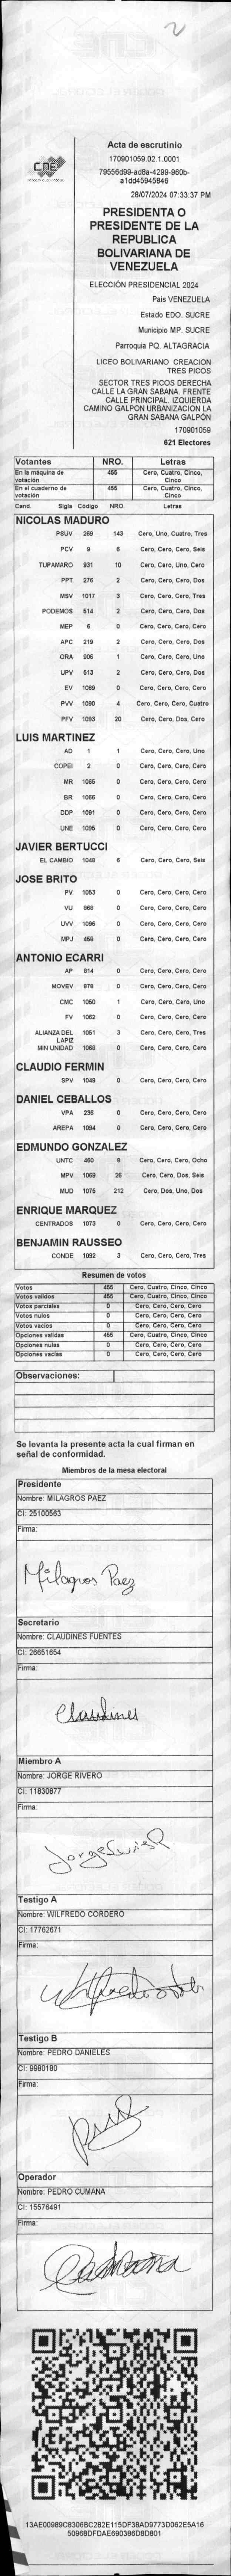 2
CNE
Acta de escrutinio
170901059.02.1.0001
79556d99-ad8a-4299-960b-
a1dd45945846
28/07/2024 07:33:37 PM
PRESIDENTA O
PRESIDENTE DE LA
REPUBLICA
BOLIVARIANA DE
VENEZUELA
ELECCIÓN PRESIDENCIAL 2024
Pais VENEZUELA
Estado EDO. SUCRE
Municipio MP. SUCRE
Parroquia PQ. ALTAGRACIA
LICEO BOLIVARIANO CREACION
TRES PICOS
SECTOR TRES PICOS DERECHA
CALLE LA GRAN SABANA. FRENTE
CALLE PRINCIPAL. IZQUIERDA
CAMINO GALPON URBANIZACION LA
GRAN SABANA GALPÓN
170901059
621 Electores
Votantes NRO. Letras
En la máquina de votación 455 Cero, Cuatro, Cinco, Cinco
En el cuaderno de votación 455 Cero, Cuatro, Cinco, Cinco
Cand. Sigla Código NRO. Letras
NICOLAS MADURO
PSUV 269 143 Cero, Uno, Cuatro, Tres
PCV 9 6 Cero, Cero, Cero, Seis
TUPAMARO 931 10 Cero, Cero, Uno, Cero
PPT 276 2 Cero, Cero, Cero, Dos
MSV 1017 3 Cero, Cero, Cero, Tres
PODEMOS 514 2 Cero, Cero, Cero, Dos
MEP 6 0 Cero, Cero, Cero, Cero
APC 219 2 Cero, Cero, Cero, Dos
ORA 906 1 Cero, Cero, Cero, Uno
UPV 513 2 Cero, Cero, Cero, Dos
EV 1089 0 Cero, Cero, Cero, Cero
PVV 1090 4 Cero, Cero, Cero, Cuatro
PFV 1093 20 Cero, Cero, Dos, Cero
LUIS MARTINEZ
AD 1 1 Cero, Cero, Cero, Uno
COPEI 2 0 Cero, Cero, Cero, Cero
MR 1065 0 Cero, Cero, Cero, Cero
BR 1066 0 Cero, Cero, Cero, Cero
DDP 1091 0 Cero, Cero, Cero, Cero
UNE 1095 0 Cero, Cero, Cero, Cero
JAVIER BERTUCCI
EL CAMBIO 1048 6 Cero, Cero, Cero, Seis
JOSE BRITO
PV 1053 0 Cero, Cero, Cero, Cero
VU 868 0 Cero, Cero, Cero, Cero
UVV 1096 0 Cero, Cero, Cero, Cero
MPJ 458 0 Cero, Cero, Cero, Cero
ANTONIO ECARRI
AP 814 0 Cero, Cero, Cero, Cero
MOVEV 878 0 Cero, Cero, Cero, Cero
CMC 1050 1 Cero, Cero, Cero, Uno
FV 1062 0 Cero, Cero, Cero, Cero
ALIANZA DEL LAPIZ 1051 3 Cero, Cero, Cero, Tres
MIN UNIDAD 1068 0 Cero, Cero, Cero, Cero
CLAUDIO FERMIN
SPV 1049 0 Cero, Cero, Cero, Cero
DANIEL CEBALLOS
VPA 236 0 Cero, Cero, Cero, Cero
AREPA 1094 0 Cero, Cero, Cero, Cero
EDMUNDO GONZALEZ
UNTC 460 8 Cero, Cero, Cero, Ocho
MPV 1069 26 Cero, Cero, Dos, Seis
MUD 1075 212 Cero, Dos, Uno, Dos
ENRIQUE MARQUEZ
CENTRADOS 1073 0 Cero, Cero, Cero, Cero
BENJAMIN RAUSSEO
CONDE 1092 3 Cero, Cero, Cero, Tres
Resumen de votos
Votos 455 Cero, Cuatro, Cinco, Cinco
Votos validos 455 Cero, Cuatro, Cinco, Cinco
Votos parciales 0 Cero, Cero, Cero, Cero
Votos nulos 0 Cero, Cero, Cero, Cero
Votos vacios 0 Cero, Cero, Cero, Cero
Opciones validas 455 Cero, Cuatro, Cinco, Cinco
Opciones nulas 0 Cero, Cero, Cero, Cero
Opciones vacias 0 Cero, Cero, Cero, Cero
Observaciones:
Se levanta la presente acta la cual firman en
señal de conformidad.
Miembros de la mesa electoral
Presidente
Nombre: MILAGROS PAEZ
CI: 25100563
Firma:
Milagros Paez
Secretario
Nombre: CLAUDINES FUENTES
CI: 26651654
Firma:
Claudines
Miembro A
Nombre: JORGE RIVERO
CI: 11830877
Firma:
Testigo A
Nombre: WILFREDO CORDERO
CI: 17762671
Firma:
Testigo B
Nombre: PEDRO DANIELES
CI: 9980180
Firma:
Operador
Nombre: PEDRO CUMANA
CI: 15576491
Firma:
13AE00989C8306BC282E115DF38AD9773D062E5A16
5096BDFDAE690386D8D801